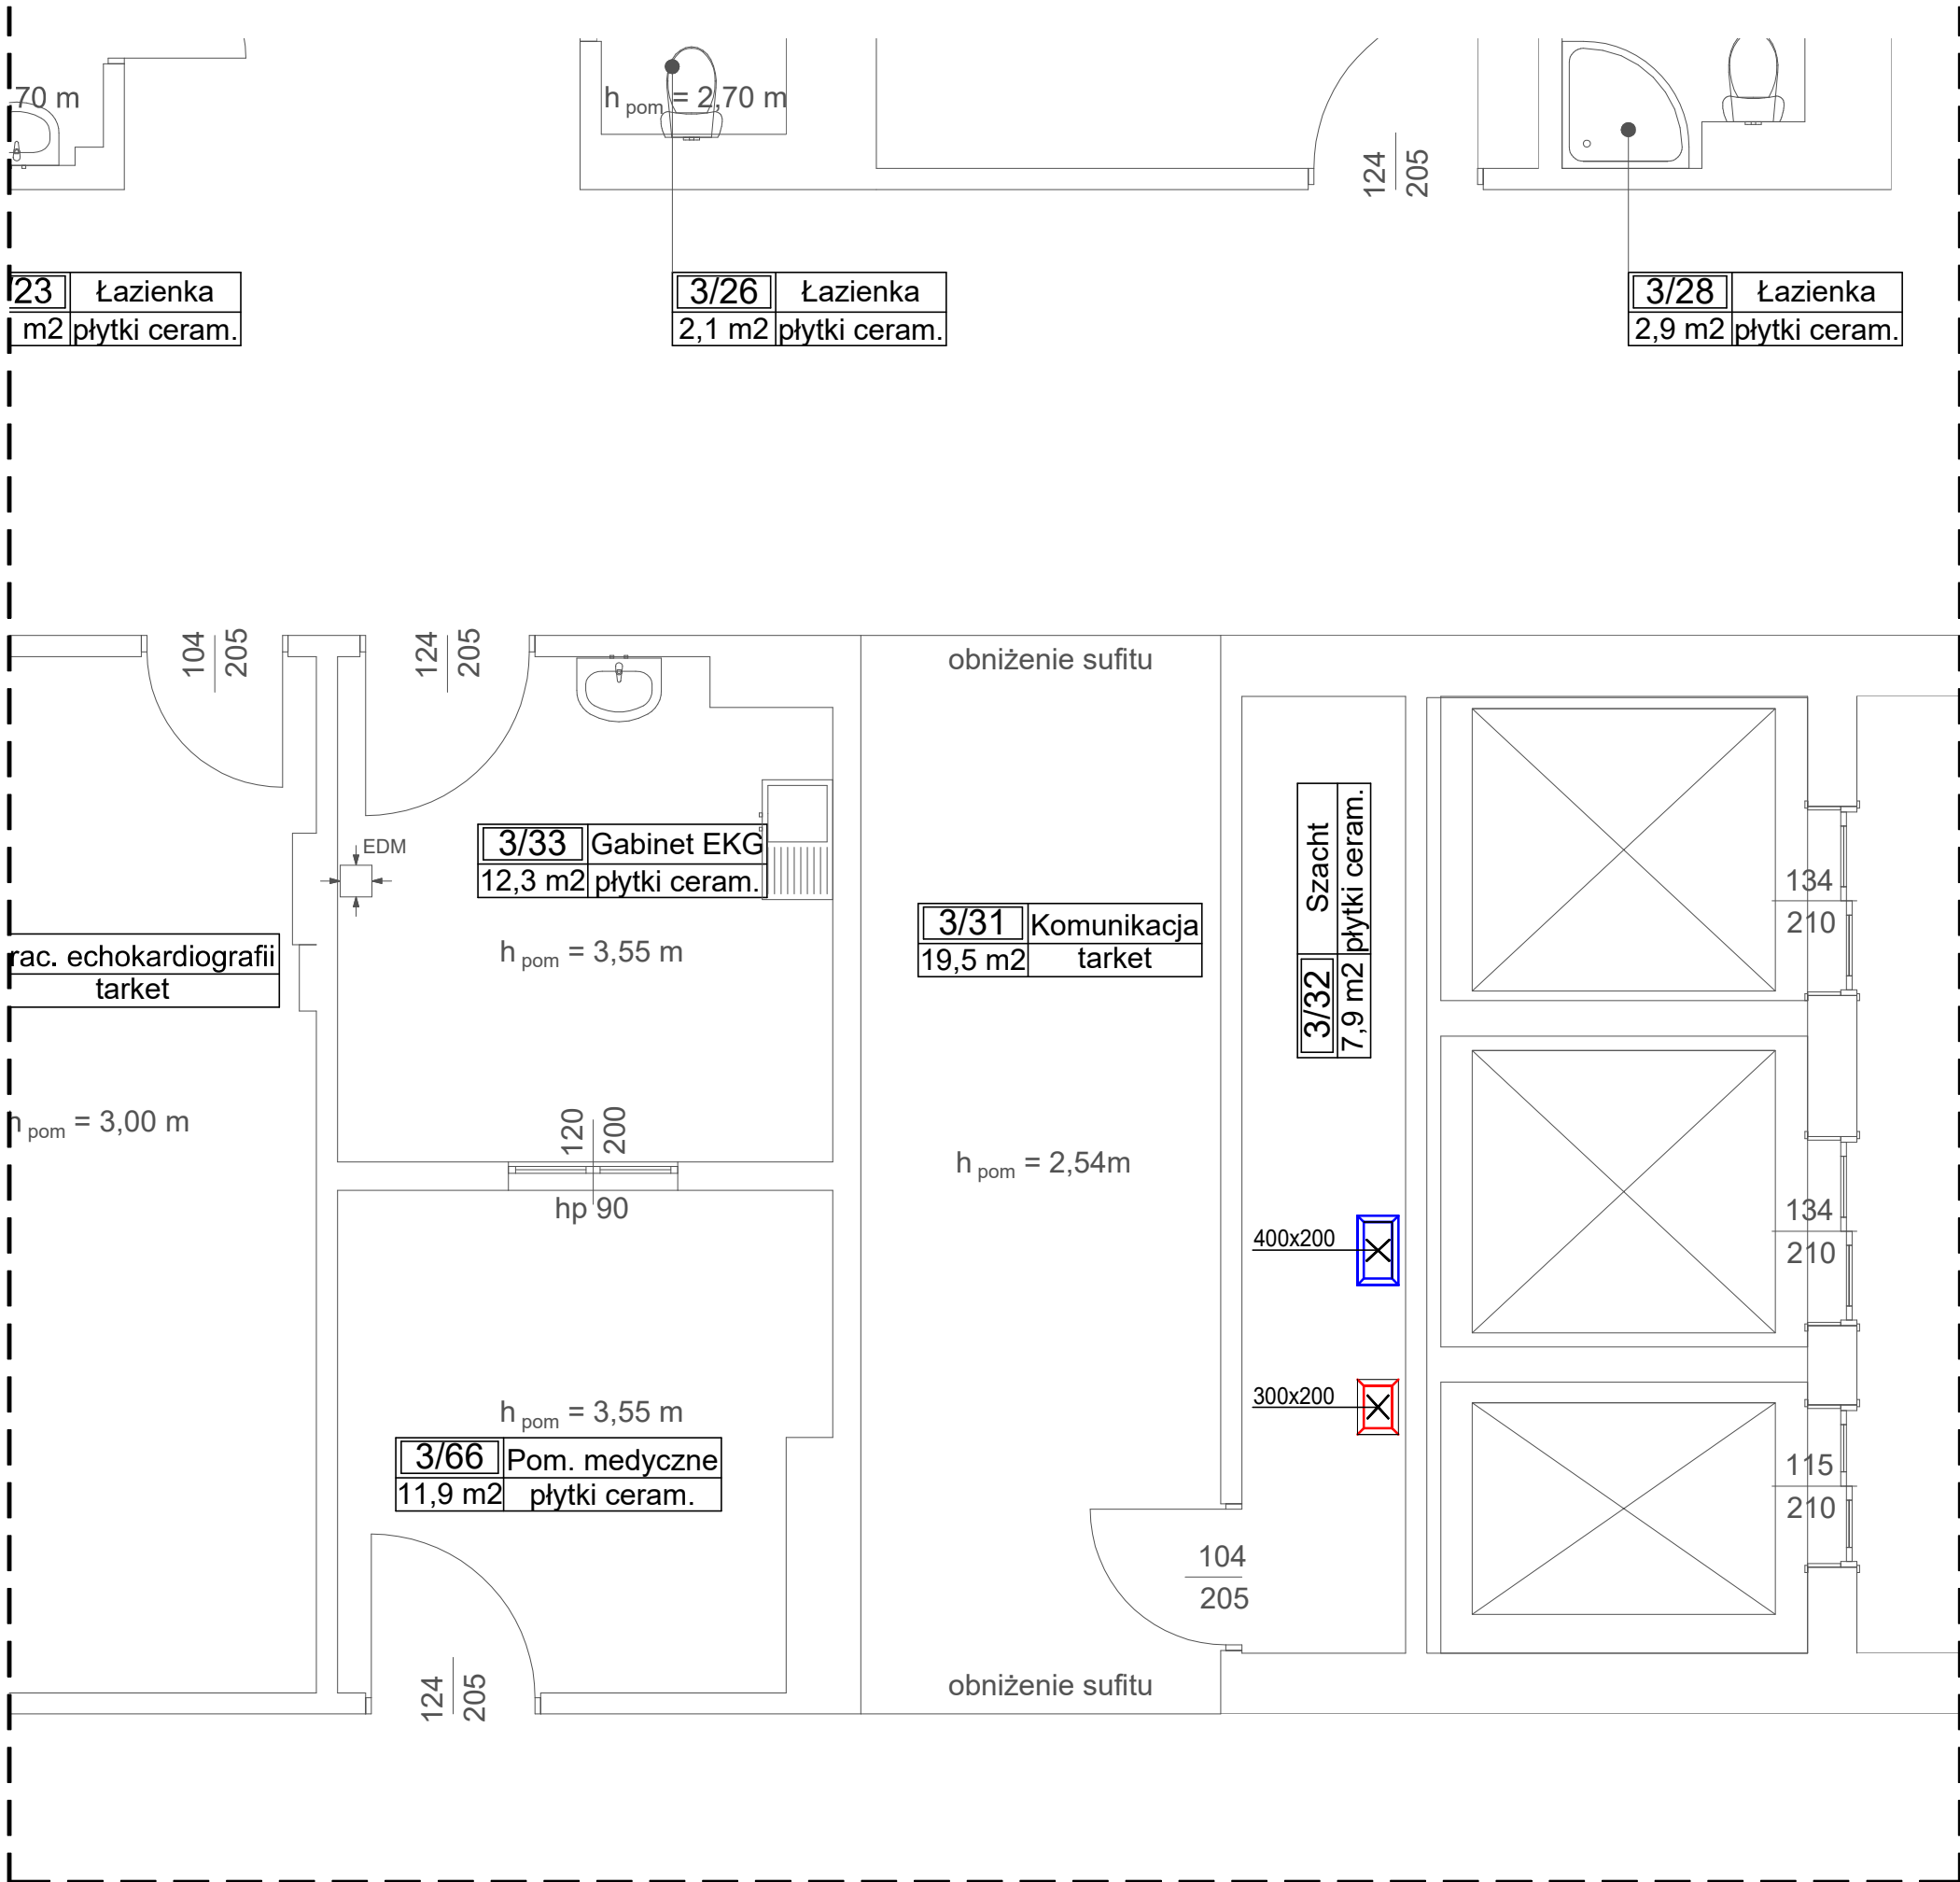 70 m
h pom = 2,70 m
124
205
/23 Łazienka
m2 płytki ceram.
3/26 Łazienka
2,1 m2 płytki ceram.
3/28 Łazienka
2,9 m2 płytki ceram.
104
205
124
205
obniżenie sufitu
EDM
3/33 Gabinet EKG
12,3 m2 płytki ceram.
h pom = 3,55 m
rac. echokardiografii
tarket
h pom = 3,00 m
3/31 Komunikacja
19,5 m2 tarket
h pom = 2,54m
3/32 Szacht
7,9 m2 płytki ceram.
134
210
120
200
hp 90
134
210
400x200
300x200
h pom = 3,55 m
3/66 Pom. medyczne
11,9 m2 płytki ceram.
115
210
104
205
124
205
obniżenie sufitu